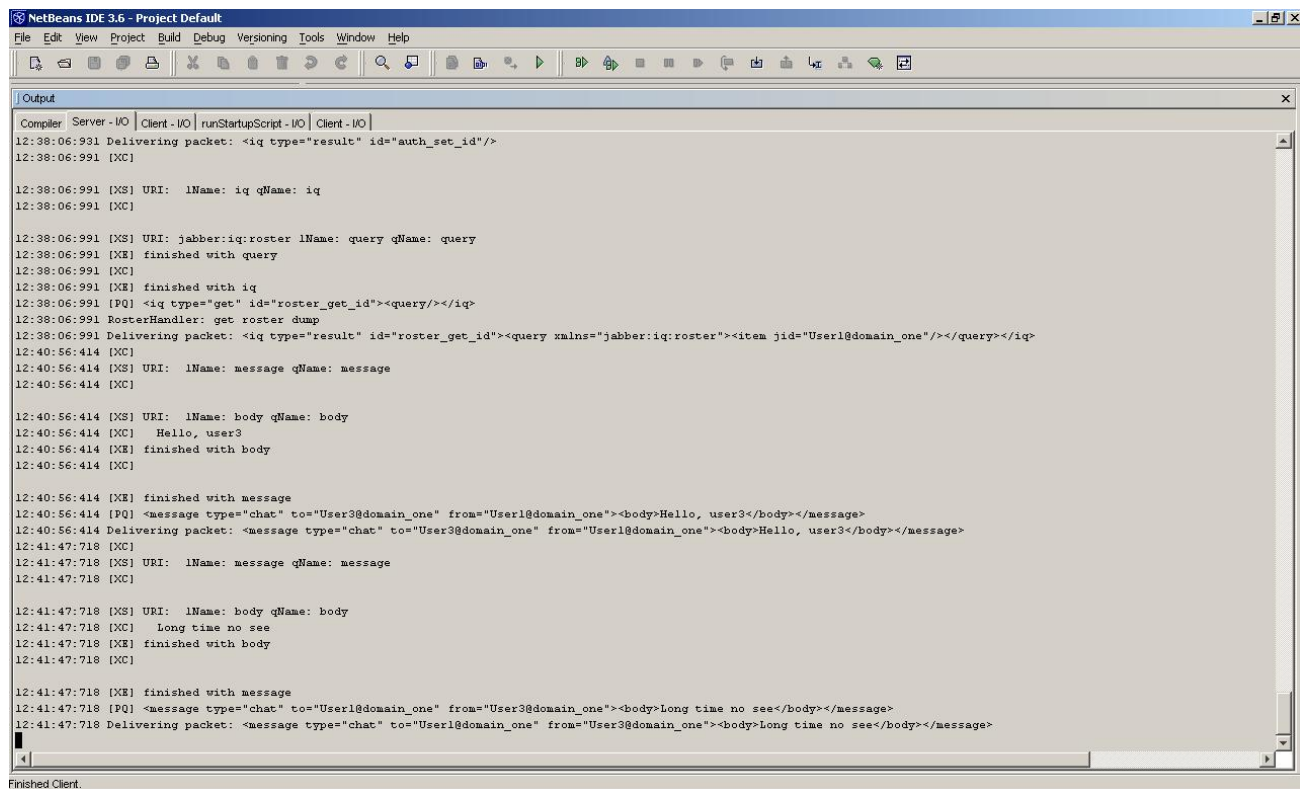 NetBeans IDE 3.6 - Project Default
File Edit View Project Build Debug Versioning Tools Window Help
Output
Compiler Server - I/O Client - I/O runStartupScript - I/O Client - I/O
12:38:06:931 Delivering packet: <iq type="result" id="auth_set_id"/>
12:38:06:991 [XC]
12:38:06:991 [XS] URI:  lName: iq qName: iq
12:38:06:991 [XC]
12:38:06:991 [XS] URI: jabber:iq:roster lName: query qName: query
12:38:06:991 [XE] finished with query
12:38:06:991 [XC]
12:38:06:991 [XE] finished with iq
12:38:06:991 [PQ] <iq type="get" id="roster_get_id"><query/></iq>
12:38:06:991 RosterHandler: get roster dump
12:38:06:991 Delivering packet: <iq type="result" id="roster_get_id"><query xmlns="jabber:iq:roster"><item jid="User1@domain_one"/></query></iq>
12:40:56:414 [XC]
12:40:56:414 [XS] URI:  lName: message qName: message
12:40:56:414 [XC]
12:40:56:414 [XS] URI:  lName: body qName: body
12:40:56:414 [XC]   Hello, user3
12:40:56:414 [XE] finished with body
12:40:56:414 [XC]
12:40:56:414 [XE] finished with message
12:40:56:414 [PQ] <message type="chat" to="User3@domain_one" from="User1@domain_one"><body>Hello, user3</body></message>
12:40:56:414 Delivering packet: <message type="chat" to="User3@domain_one" from="User1@domain_one"><body>Hello, user3</body></message>
12:41:47:718 [XC]
12:41:47:718 [XS] URI:  lName: message qName: message
12:41:47:718 [XC]
12:41:47:718 [XS] URI:  lName: body qName: body
12:41:47:718 [XC]   Long time no see
12:41:47:718 [XE] finished with body
12:41:47:718 [XC]
12:41:47:718 [XE] finished with message
12:41:47:718 [PQ] <message type="chat" to="User1@domain_one" from="User3@domain_one"><body>Long time no see</body></message>
12:41:47:718 Delivering packet: <message type="chat" to="User1@domain_one" from="User3@domain_one"><body>Long time no see</body></message>
Finished Client.